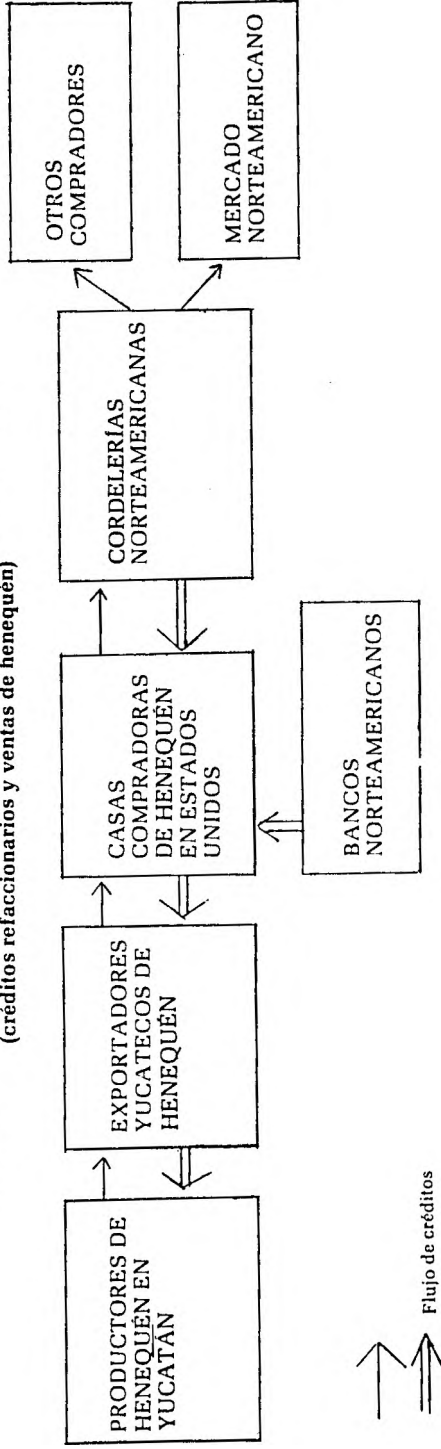 (créditos refaccionarios y ventas de henequén)
PRODUCTORES DE
HENEQUÉN EN
YUCATÁN
EXPORTADORES
YUCATECOS DE
HENEQUÉN
CASAS
COMPRADORAS
DE HENEQUÉN
EN ESTADOS
UNIDOS
CORDELERÍAS
NORTEAMERICANAS
OTROS
COMPRADORES
MERCADO
NORTEAMERICANO
BANCOS
NORTEAMERICANOS
Flujo de créditos